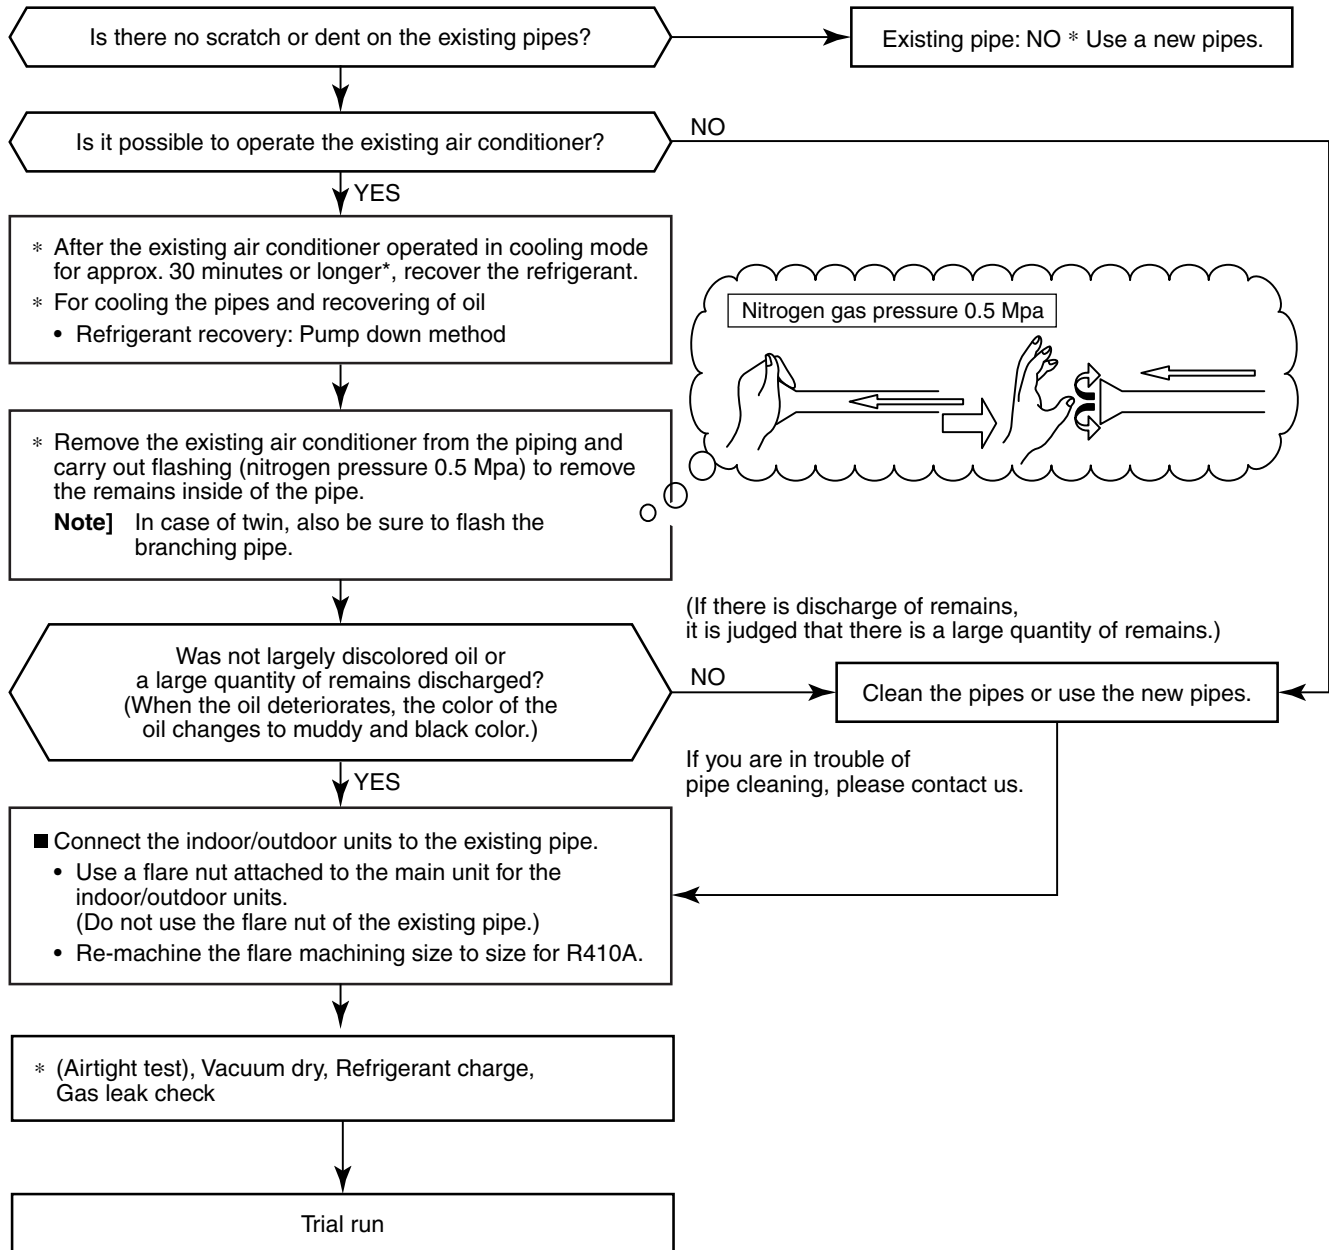 Is there no scratch or dent on the existing pipes?
Existing pipe: NO * Use a new pipes.
Is it possible to operate the existing air conditioner?
NO
YES
* After the existing air conditioner operated in cooling mode
for approx. 30 minutes or longer*, recover the refrigerant.
* For cooling the pipes and recovering of oil
• Refrigerant recovery: Pump down method
Nitrogen gas pressure 0.5 Mpa
* Remove the existing air conditioner from the piping and
carry out flashing (nitrogen pressure 0.5 Mpa) to remove
the remains inside of the pipe.
Note] In case of twin, also be sure to flash the
branching pipe.
(If there is discharge of remains,
it is judged that there is a large quantity of remains.)
Was not largely discolored oil or
a large quantity of remains discharged?
(When the oil deteriorates, the color of the
oil changes to muddy and black color.)
NO
Clean the pipes or use the new pipes.
YES
If you are in trouble of
pipe cleaning, please contact us.
■ Connect the indoor/outdoor units to the existing pipe.
• Use a flare nut attached to the main unit for the
indoor/outdoor units.
(Do not use the flare nut of the existing pipe.)
• Re-machine the flare machining size to size for R410A.
* (Airtight test), Vacuum dry, Refrigerant charge,
Gas leak check
Trial run